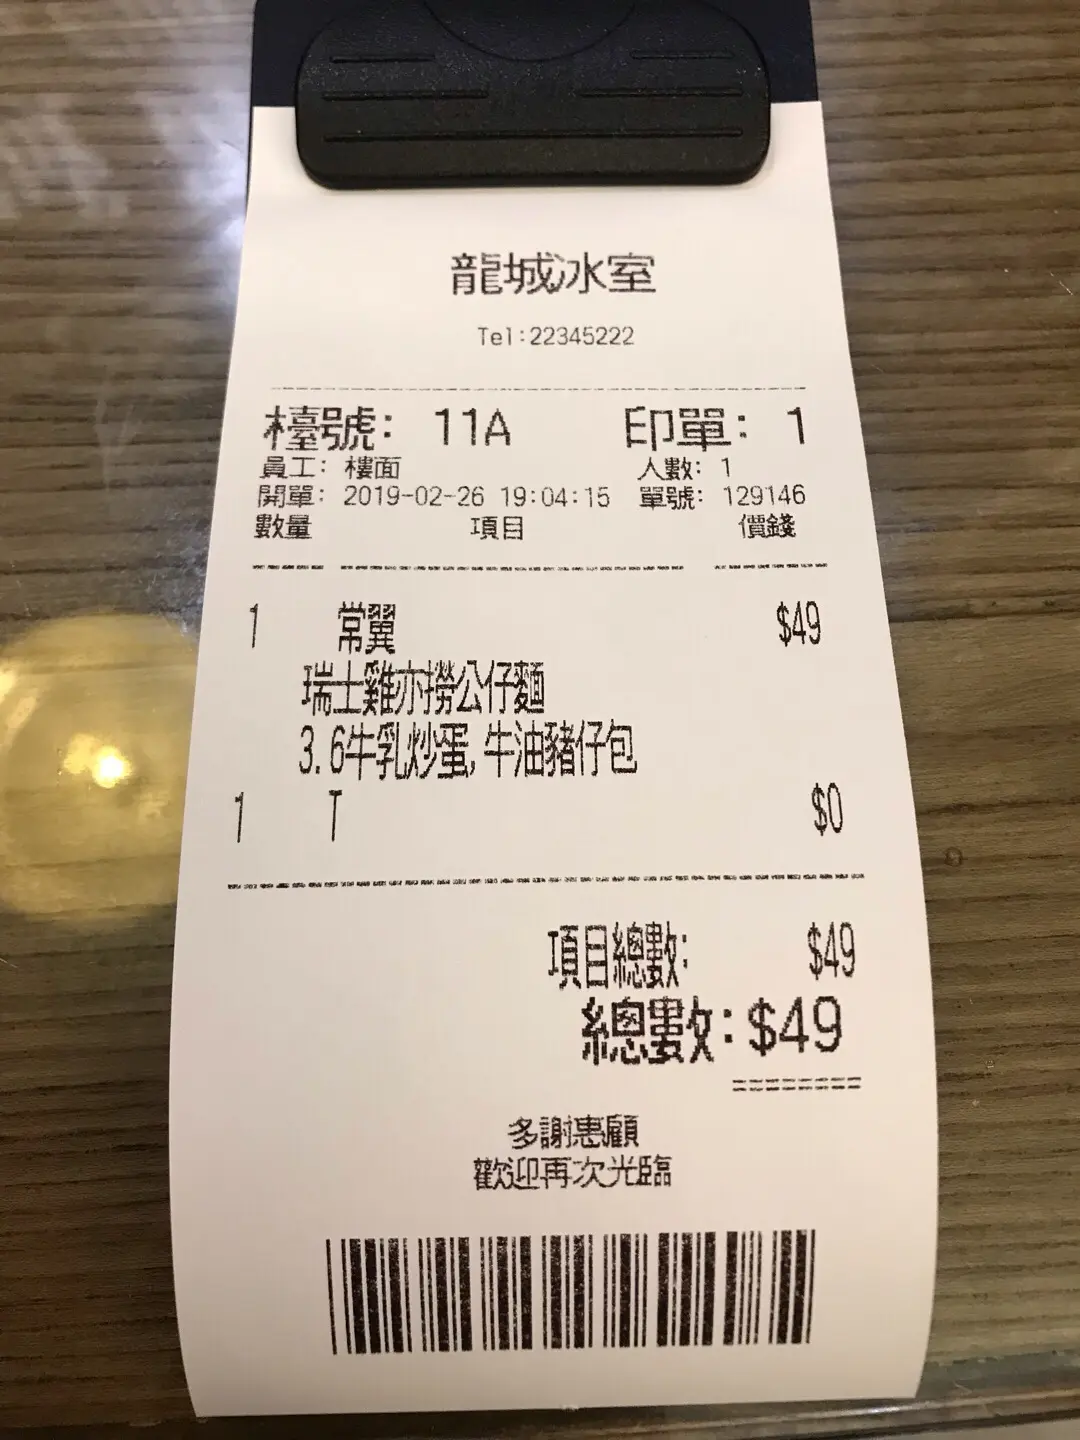 龍城冰室
Tel:22345222
檯號: 11A 印單: 1
員工: 樓面 人數: 1
開單: 2019-02-26 19:04:15 單號: 129146
數量 項目 價錢
1 常翼 $49
瑞士雞亦撈公仔麵
3.6牛乳炒蛋,牛油豬仔包
1 T $0
項目總數: $49
總數:$49
========
多謝惠顧
歡迎再次光臨